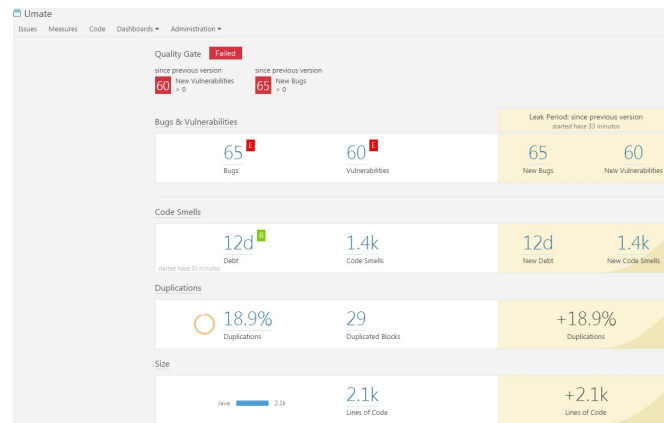 Umate
Issues Measures Code Dashboards Administration
Quality Gate Failed
since previous version since previous version
60 New Vulnerabilities 65 New Bugs
> 0 > 0
Bugs & Vulnerabilities
Leak Period: since previous version
started hace 33 minutos
65 E 60 E 65 60
Bugs Vulnerabilities New Bugs New Vulnerabilities
Code Smells
12d B 1.4k 12d 1.4k
Debt Code Smells New Debt New Code Smells
started hace 33 minutos
Duplications
18.9% 29 +18.9%
Duplications Duplicated Blocks Duplications
Size
Java 2.1k 2.1k +2.1k
Lines of Code Lines of Code